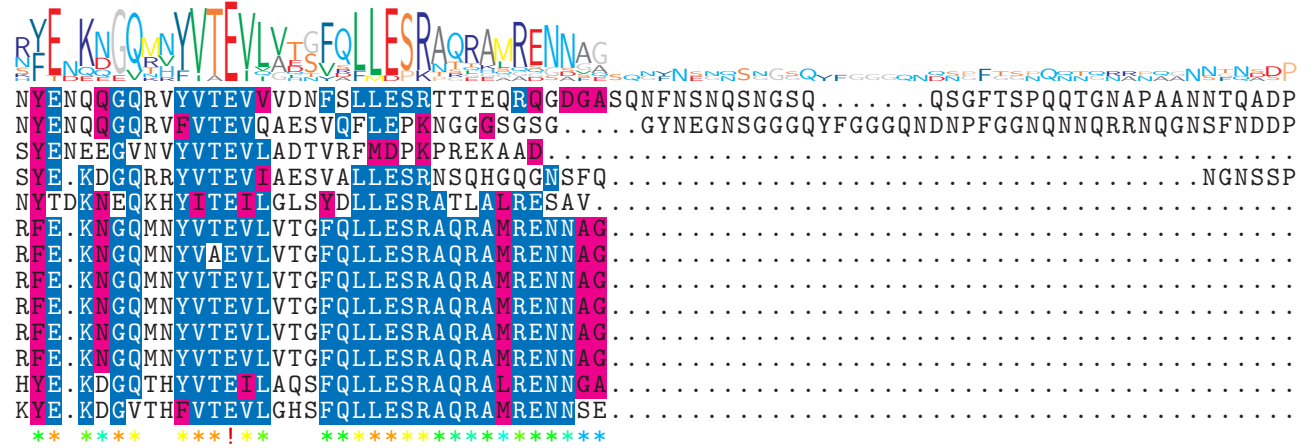 NYENQQGQRVYVTEVVVDNFSLLESRTTTEQRQGDGASQNFNSNQSNGSQ.......QSGFTSPQQTGNAPAANNTQADP
NYENQQGQRVFVTEVQAESVQFLEPKNGGGSGSG.....GYNEGNSGGGQYFGGGQNDNPFGGNQNNQRRNQGNSFNDDP
SYENEEGVNVYVTEVLADTVRFMDPKPREKAAD...............................................
SYE.KDGQRRYVTEVIAESVALLESRNSQHGQGNSFQ.....................................NGNSSP
NYTDKNEQKHYITEILGLSYDLLESRATLALRESAV............................................
RFE.KNGQMNYVTEVLVTGFQLLESRAQRAMRENNAG...........................................
RFE.KNGQMNYVAEVLVTGFQLLESRAQRAMRENNAG...........................................
RFE.KNGQMNYVTEVLVTGFQLLESRAQRAMRENNAG...........................................
RFE.KNGQMNYVTEVLVTGFQLLESRAQRAMRENNAG...........................................
RFE.KNGQMNYVTEVLVTGFQLLESRAQRAMRENNAG...........................................
RFE.KNGQMNYVTEVLVTGFQLLESRAQRAMRENNAG...........................................
HYE.KDGQTHYVTEILAQSFQLLESRAQRALRENNGA...........................................
KYE.KDGVTHFVTEVLGHSFQLLESRAQRAMRENNSE...........................................
** ****  ***!**   ******************